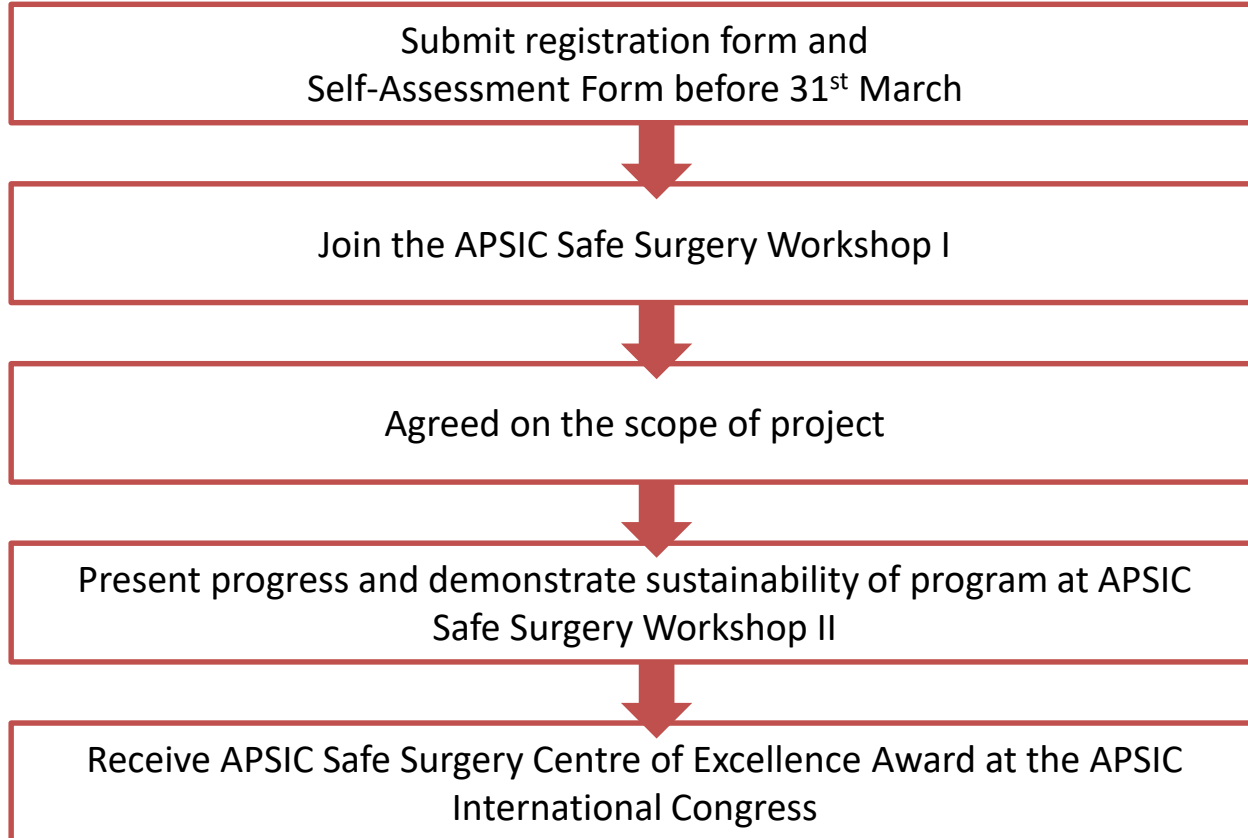 Submit registration form and
Self-Assessment Form before 31st March
Join the APSIC Safe Surgery Workshop I
Agreed on the scope of project
Present progress and demonstrate sustainability of program at APSIC
Safe Surgery Workshop II
Receive APSIC Safe Surgery Centre of Excellence Award at the APSIC
International Congress